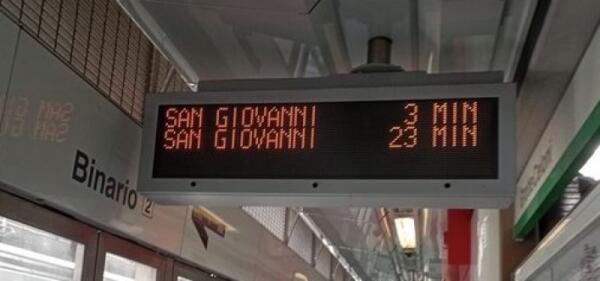 SAN GIOVANNI 3 MIN
SAN GIOVANNI 23 MIN
Binario 2